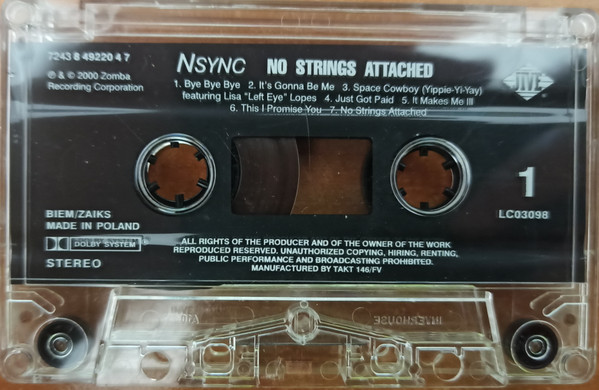 7243 8 49220 4 7
℗ & © 2000 Zomba
Recording Corporation
NSYNC NO STRINGS ATTACHED
1. Bye Bye Bye 2. It's Gonna Be Me 3. Space Cowboy (Yippie-Yi-Yay)
featuring Lisa "Left Eye" Lopes 4. Just Got Paid 5. It Makes Me Ill
6. This I Promise You 7. No Strings Attached
JIVE
1
LC03098
BIEM/ZAIKS
MADE IN POLAND
DOLBY SYSTEM
STEREO
ALL RIGHTS OF THE PRODUCER AND OF THE OWNER OF THE WORK
REPRODUCED RESERVED. UNAUTHORIZED COPYING, HIRING, RENTING,
PUBLIC PERFORMANCE AND BROADCASTING PROHIBITED.
MANUFACTURED BY TAKT 146/FV